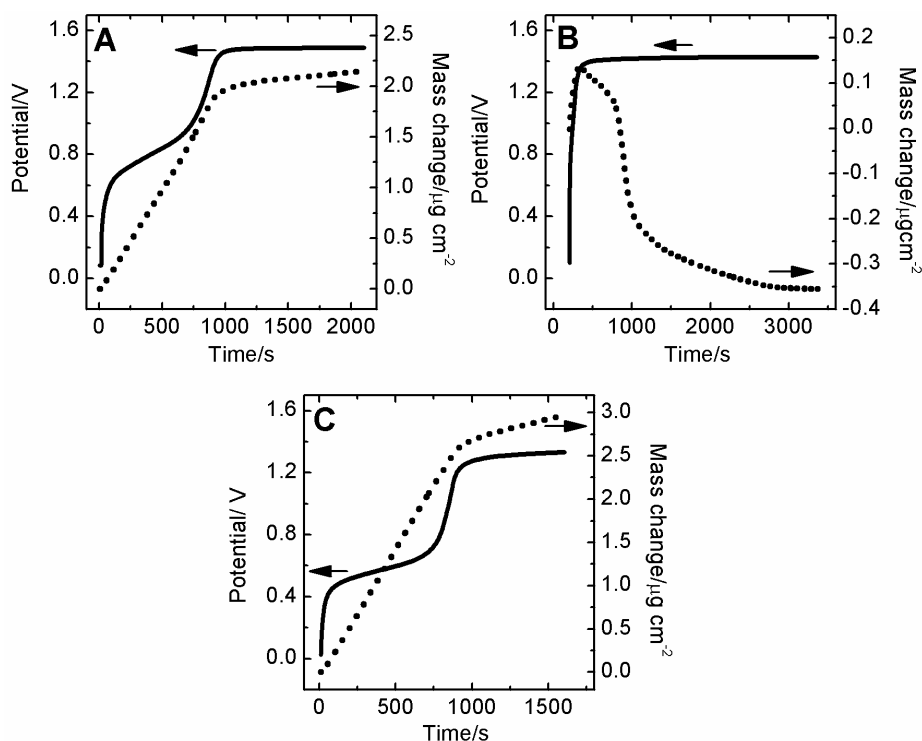 A
Potential/V
1.6
1.2
0.8
0.4
0.0
Mass change/µg cm-2
2.5
2.0
1.5
1.0
0.5
0.0
0 500 1000 1500 2000
Time/s
B
Potential/V
1.6
1.2
0.8
0.4
0.0
Mass change/µgcm-2
0.2
0.1
0.0
-0.1
-0.2
-0.3
-0.4
0 1000 2000 3000
Time/s
C
Potential/ V
1.6
1.2
0.8
0.4
0.0
Mass change/µg cm-2
3.0
2.5
2.0
1.5
1.0
0.5
0.0
0 500 1000 1500
Time/s